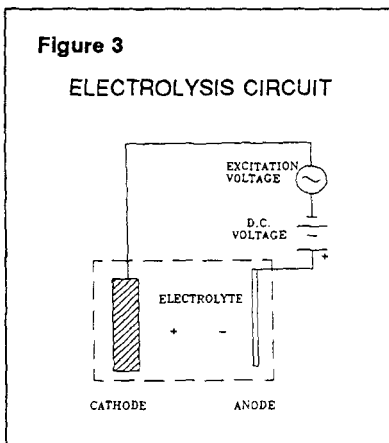 Figure 3
ELECTROLYSIS CIRCUIT
EXCITATION
VOLTAGE
D.C.
VOLTAGE
+
ELECTROLYTE
+ -
CATHODE
ANODE